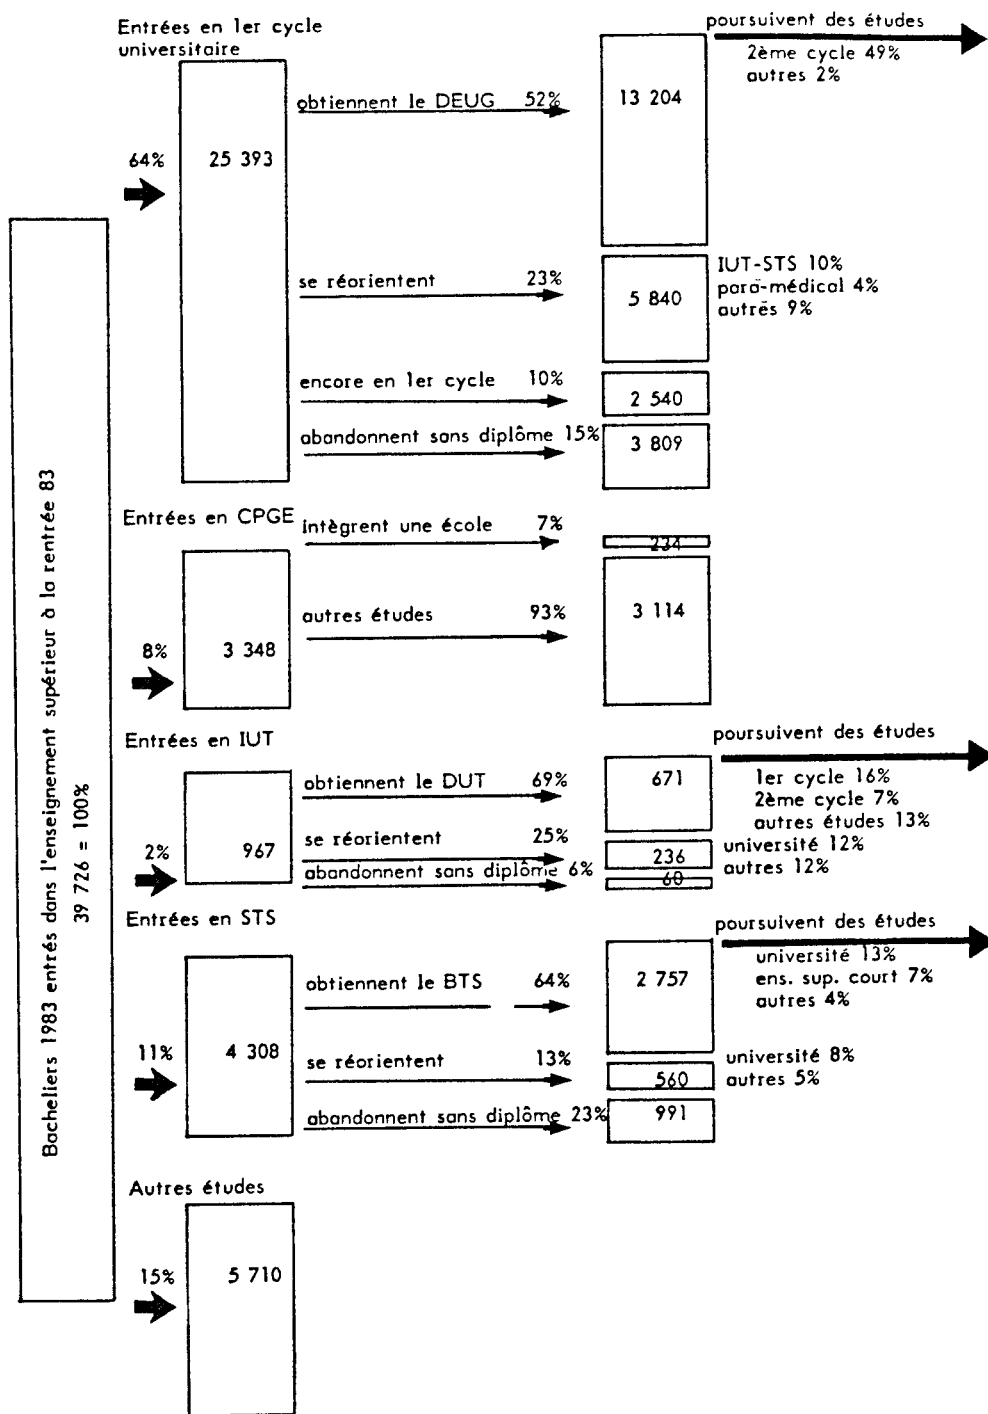 Entrées en 1er cycle
universitaire
poursuivent des études
2ème cycle 49%
autres 2%
obtiennent le DEUG 52%
13 204
64%
25 393
se réorientent 23%
5 840
IUT-STS 10%
para-médical 4%
autres 9%
encore en 1er cycle 10%
2 540
abandonnent sans diplôme 15%
3 809
Bacheliers 1983 entrés dans l'enseignement supérieur à la rentrée 83
39 726 = 100%
Entrées en CPGE
intègrent une école 7%
234
autres études 93%
3 114
8%
3 348
Entrées en IUT
poursuivent des études
obtiennent le DUT 69%
671
1er cycle 16%
2ème cycle 7%
autres études 13%
2%
967
se réorientent 25%
236
université 12%
autres 12%
abandonnent sans diplôme 6%
60
Entrées en STS
poursuivent des études
université 13%
ens. sup. court 7%
autres 4%
obtiennent le BTS 64%
2 757
11%
4 308
se réorientent 13%
560
université 8%
autres 5%
abandonnent sans diplôme 23%
991
Autres études
15%
5 710